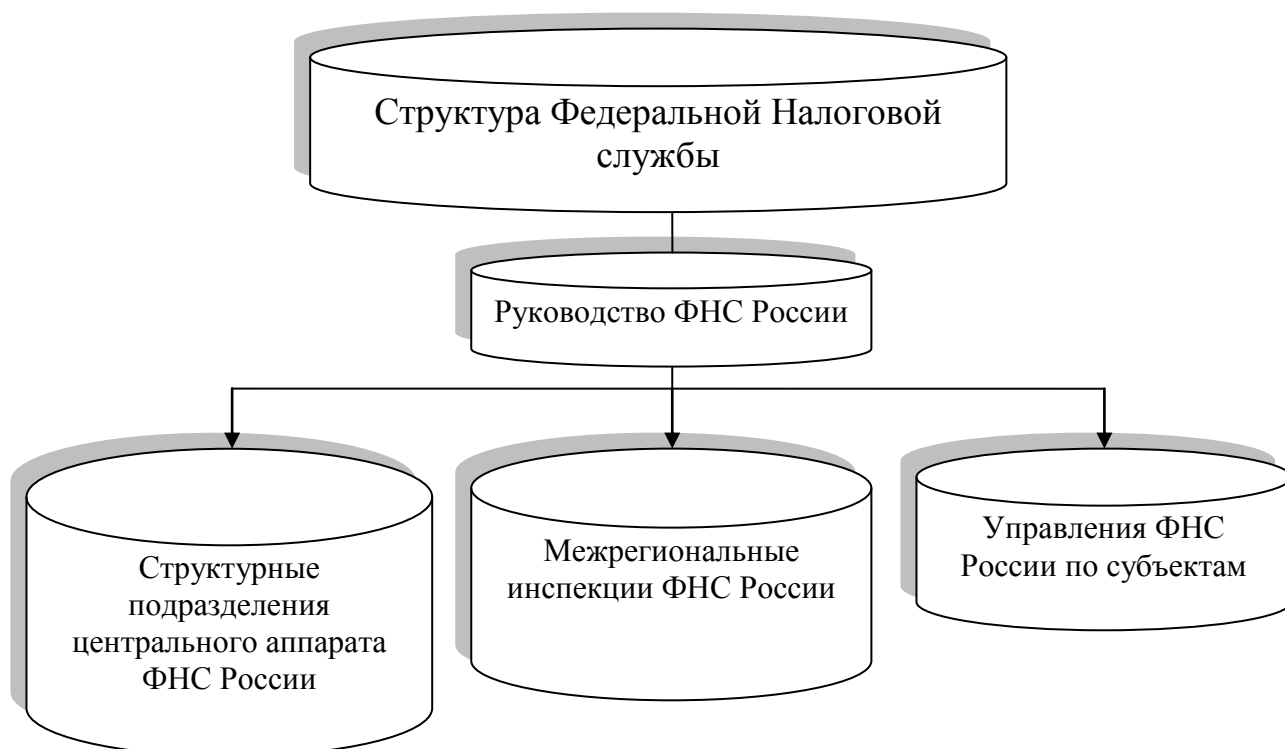 Структура Федеральной Налоговой
службы
Руководство ФНС России
Структурные
подразделения
центрального аппарата
ФНС России
Межрегиональные
инспекции ФНС России
Управления ФНС
России по субъектам